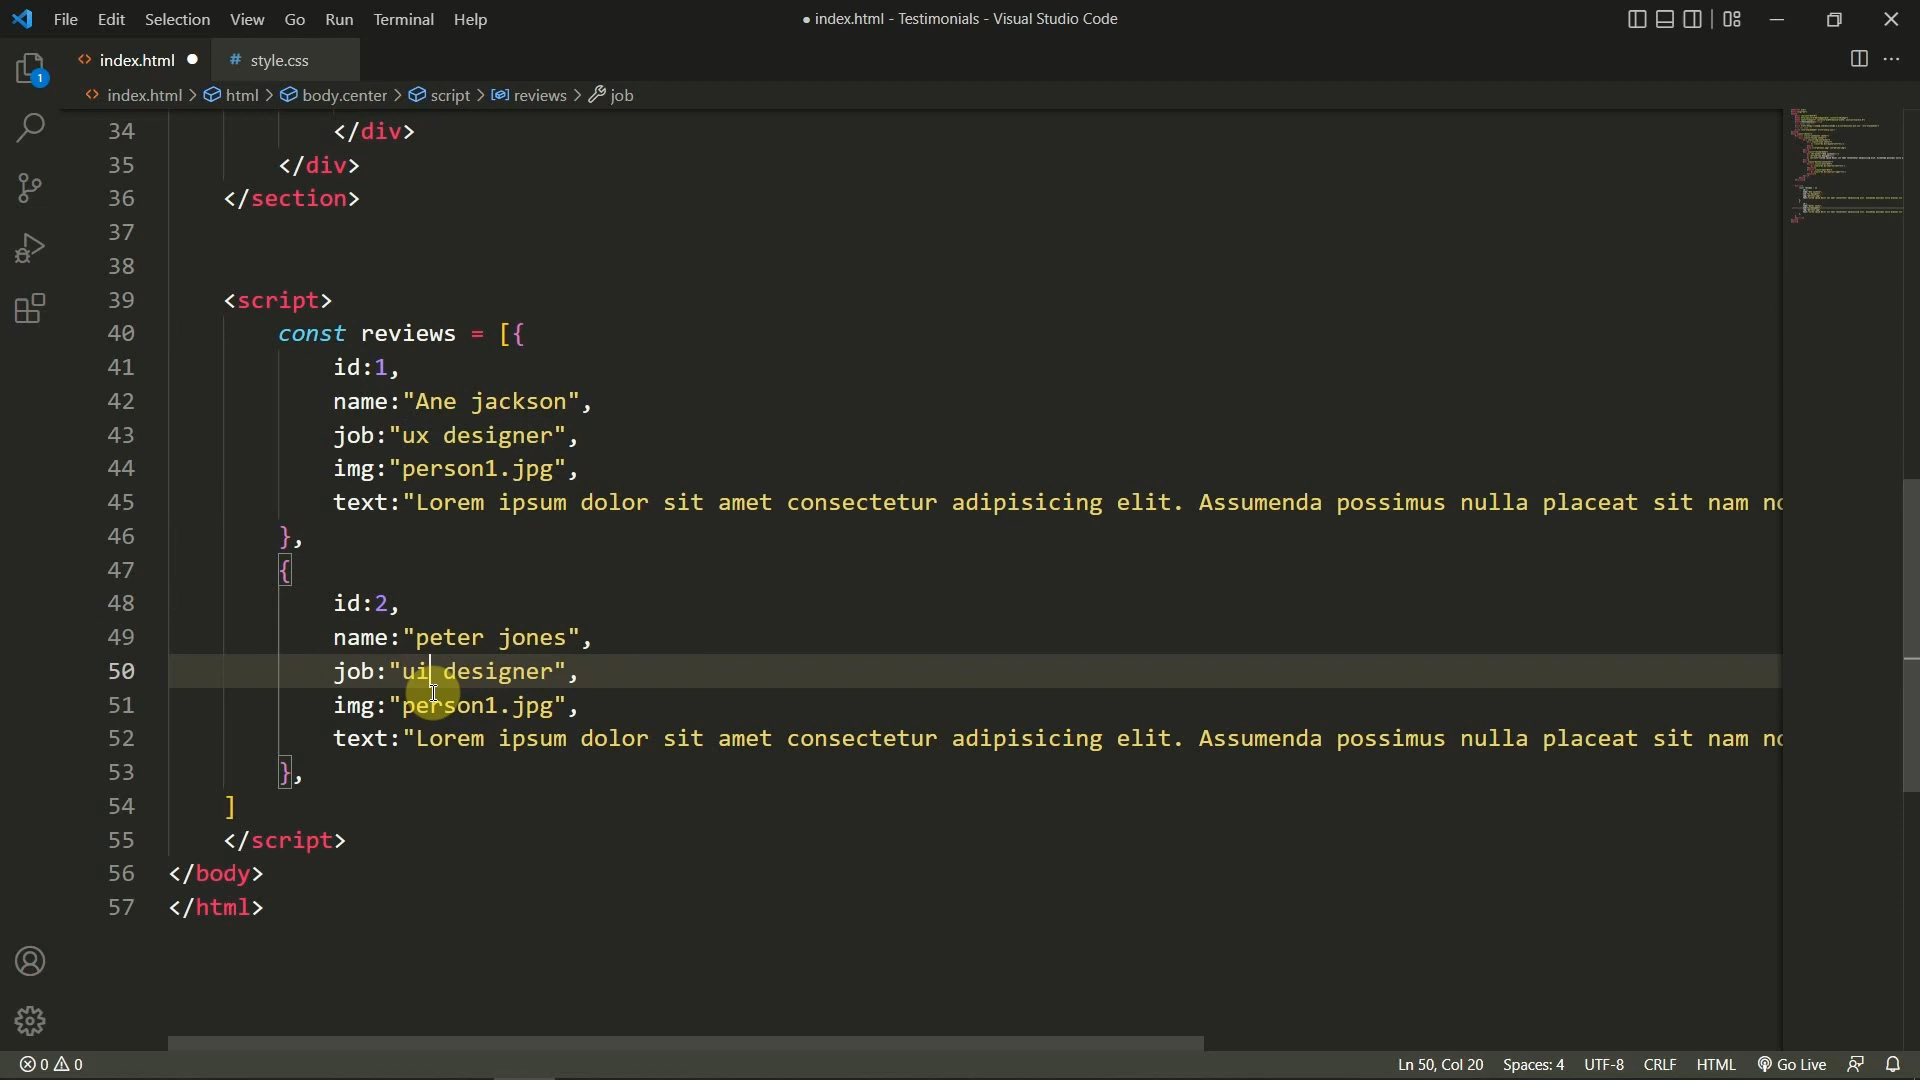 File Edit Selection View Go Run Terminal Help
● index.html - Testimonials - Visual Studio Code
index.html ●
# style.css
1
index.html > html > body.center > script > reviews > job
34 </div>
35 </div>
36 </section>
37
38
39 <script>
40 const reviews = [{
41 id:1,
42 name:"Ane jackson",
43 job:"ux designer",
44 img:"person1.jpg",
45 text:"Lorem ipsum dolor sit amet consectetur adipisicing elit. Assumenda possimus nulla placeat sit nam
46 },
47 {
48 id:2,
49 name:"peter jones",
50 job:"ui designer",
51 img:"person1.jpg",
52 text:"Lorem ipsum dolor sit amet consectetur adipisicing elit. Assumenda possimus nulla placeat sit nam
53 },
54 ]
55 </script>
56 </body>
57 </html>
0 0 Ln 50, Col 20 Spaces: 4 UTF-8 CRLF HTML Go Live